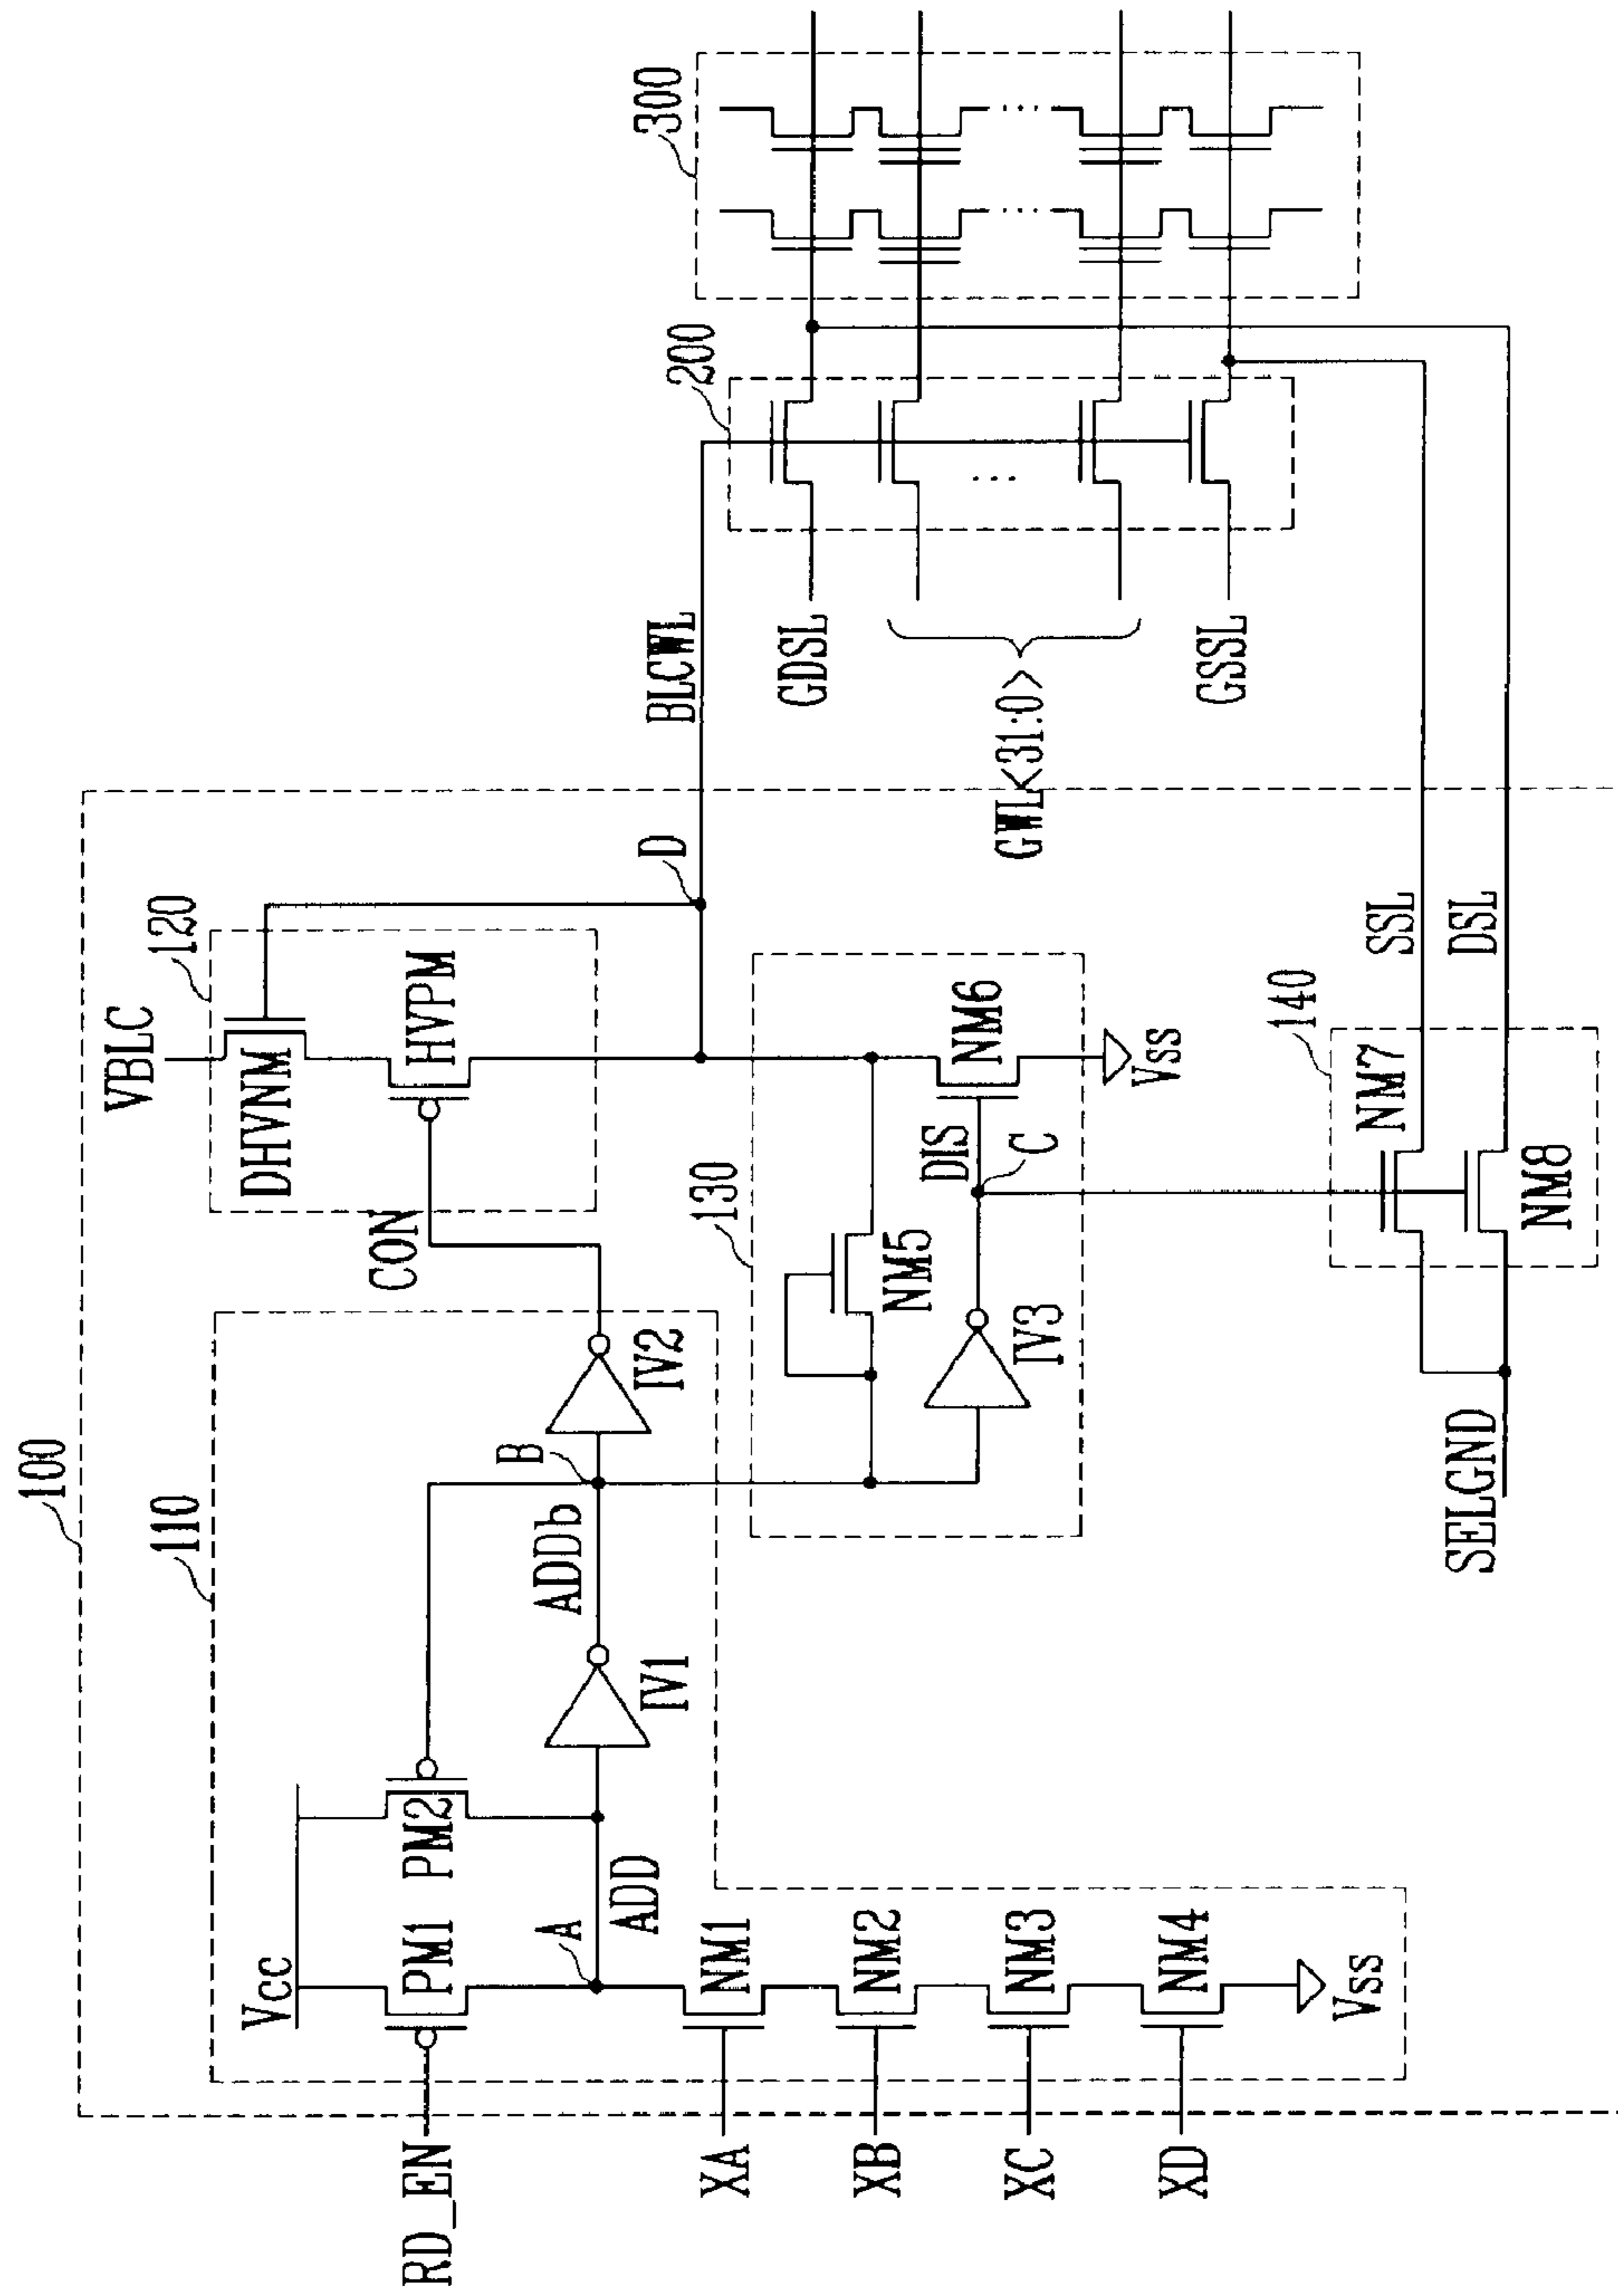 100
110
RD_EN
Vcc
PM1
PM2
A
ADD
XA
NM1
XB
NM2
XC
NM3
XD
NM4
Vss
IV1
ADDb
B
IV2
CON
120
VBLC
DHVNM
HVPM
D
BLCWL
130
NM5
IV3
DIS
C
NM6
Vss
140
NM7
NM8
SELGND
SSL
DSL
200
GDSL
GWL<31:0>
GSSL
300